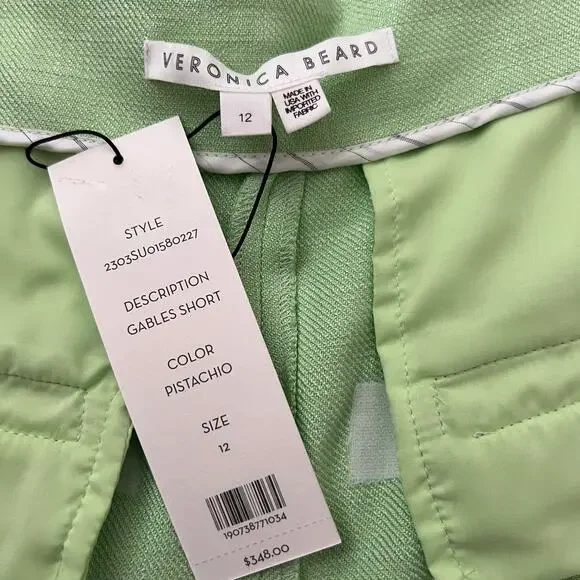 VERONICA BEARD
12
MADE IN
USA WITH
IMPORTED
FABRIC
STYLE
2303SU01580227
DESCRIPTION
GABLES SHORT
COLOR
PISTACHIO
SIZE
12
190738771034
$348.00